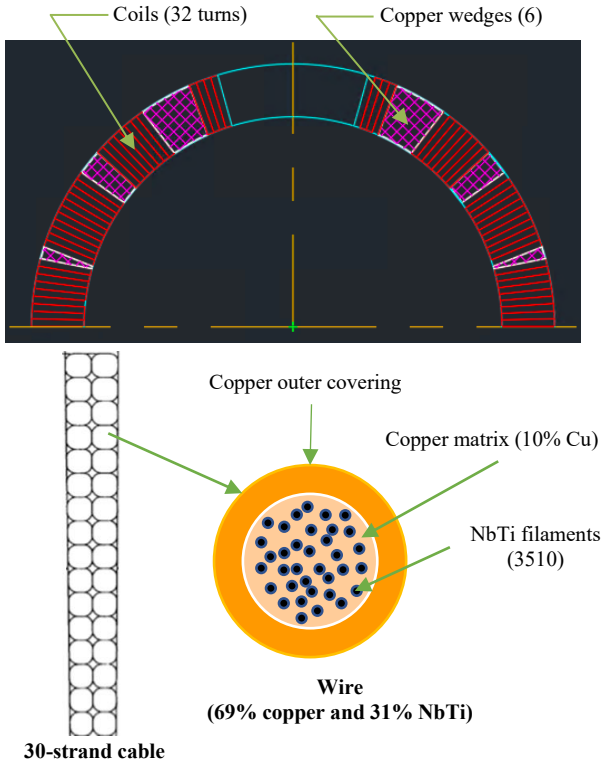 Coils (32 turns)
Copper wedges (6)
Copper outer covering
Copper matrix (10% Cu)
NbTi filaments
(3510)
Wire
(69% copper and 31% NbTi)
30-strand cable